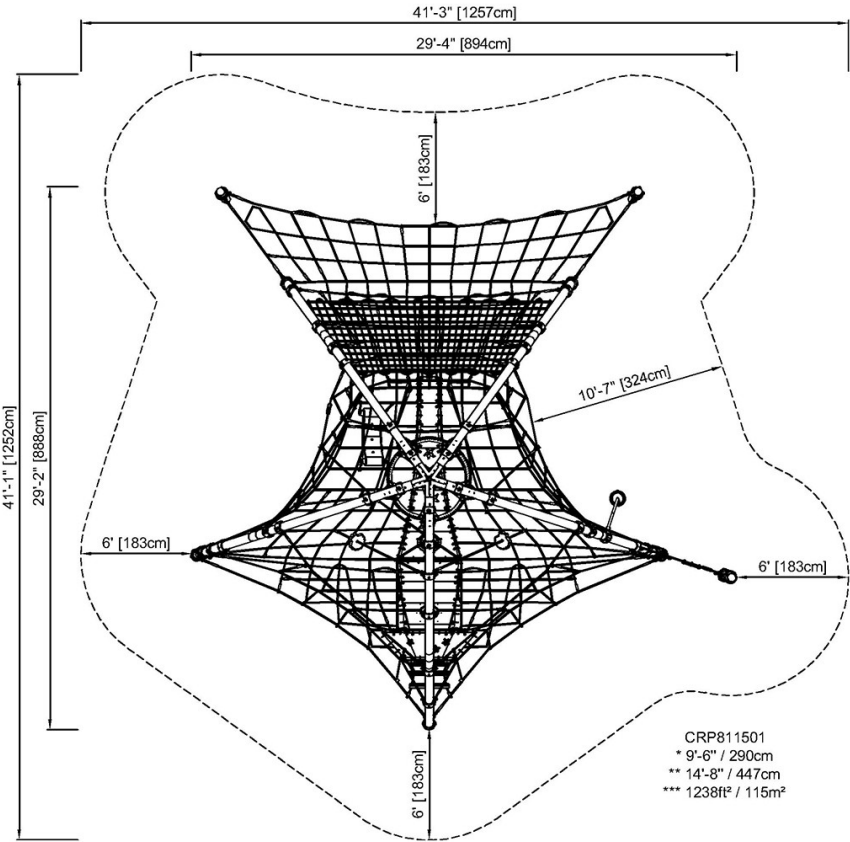 41'-3" [1257cm]
29'-4" [894cm]
6' [183cm]
10'-7" [324cm]
41'-1" [1252cm]
29'-2" [888cm]
6' [183cm]
6' [183cm]
6' [183cm]
CRP811501
* 9'-6" / 290cm
** 14'-8" / 447cm
*** 1238ft² / 115m²